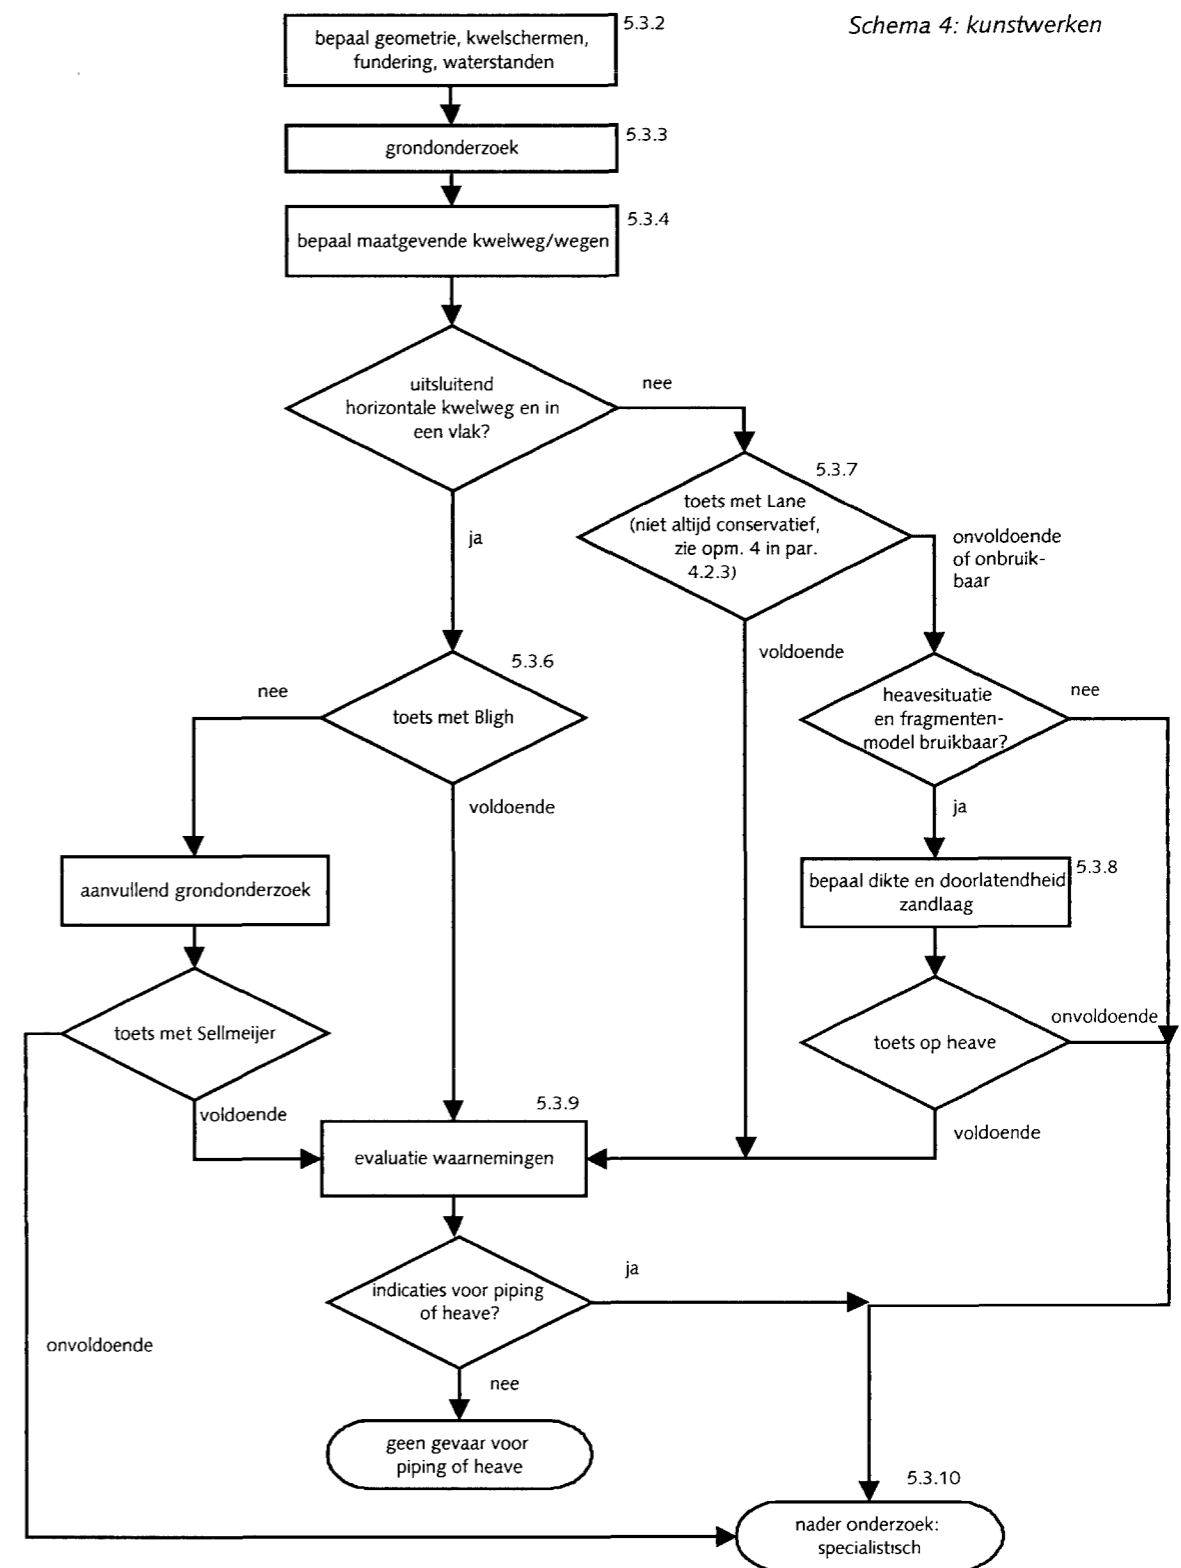 Schema 4: kunstwerken
5.3.2
bepaal geometrie, kwelschermen,
fundering, waterstanden
5.3.3
grondonderzoek
5.3.4
bepaal maatgevende kwelweg/wegen
uitsluitend
horizontale kwelweg en in
een vlak?
nee
ja
5.3.7
toets met Lane
(niet altijd conservatief,
zie opm. 4 in par.
4.2.3)
onvoldoende
of onbruik-
baar
voldoende
5.3.6
toets met Bligh
nee
voldoende
heavesituatie
en fragmenten-
model bruikbaar?
nee
ja
aanvullend grondonderzoek
5.3.8
bepaal dikte en doorlatendheid
zandlaag
toets met Sellmeijer
voldoende
onvoldoende
toets op heave
onvoldoende
voldoende
5.3.9
evaluatie waarnemingen
indicaties voor piping
of heave?
ja
nee
geen gevaar voor
piping of heave
5.3.10
nader onderzoek:
specialistisch